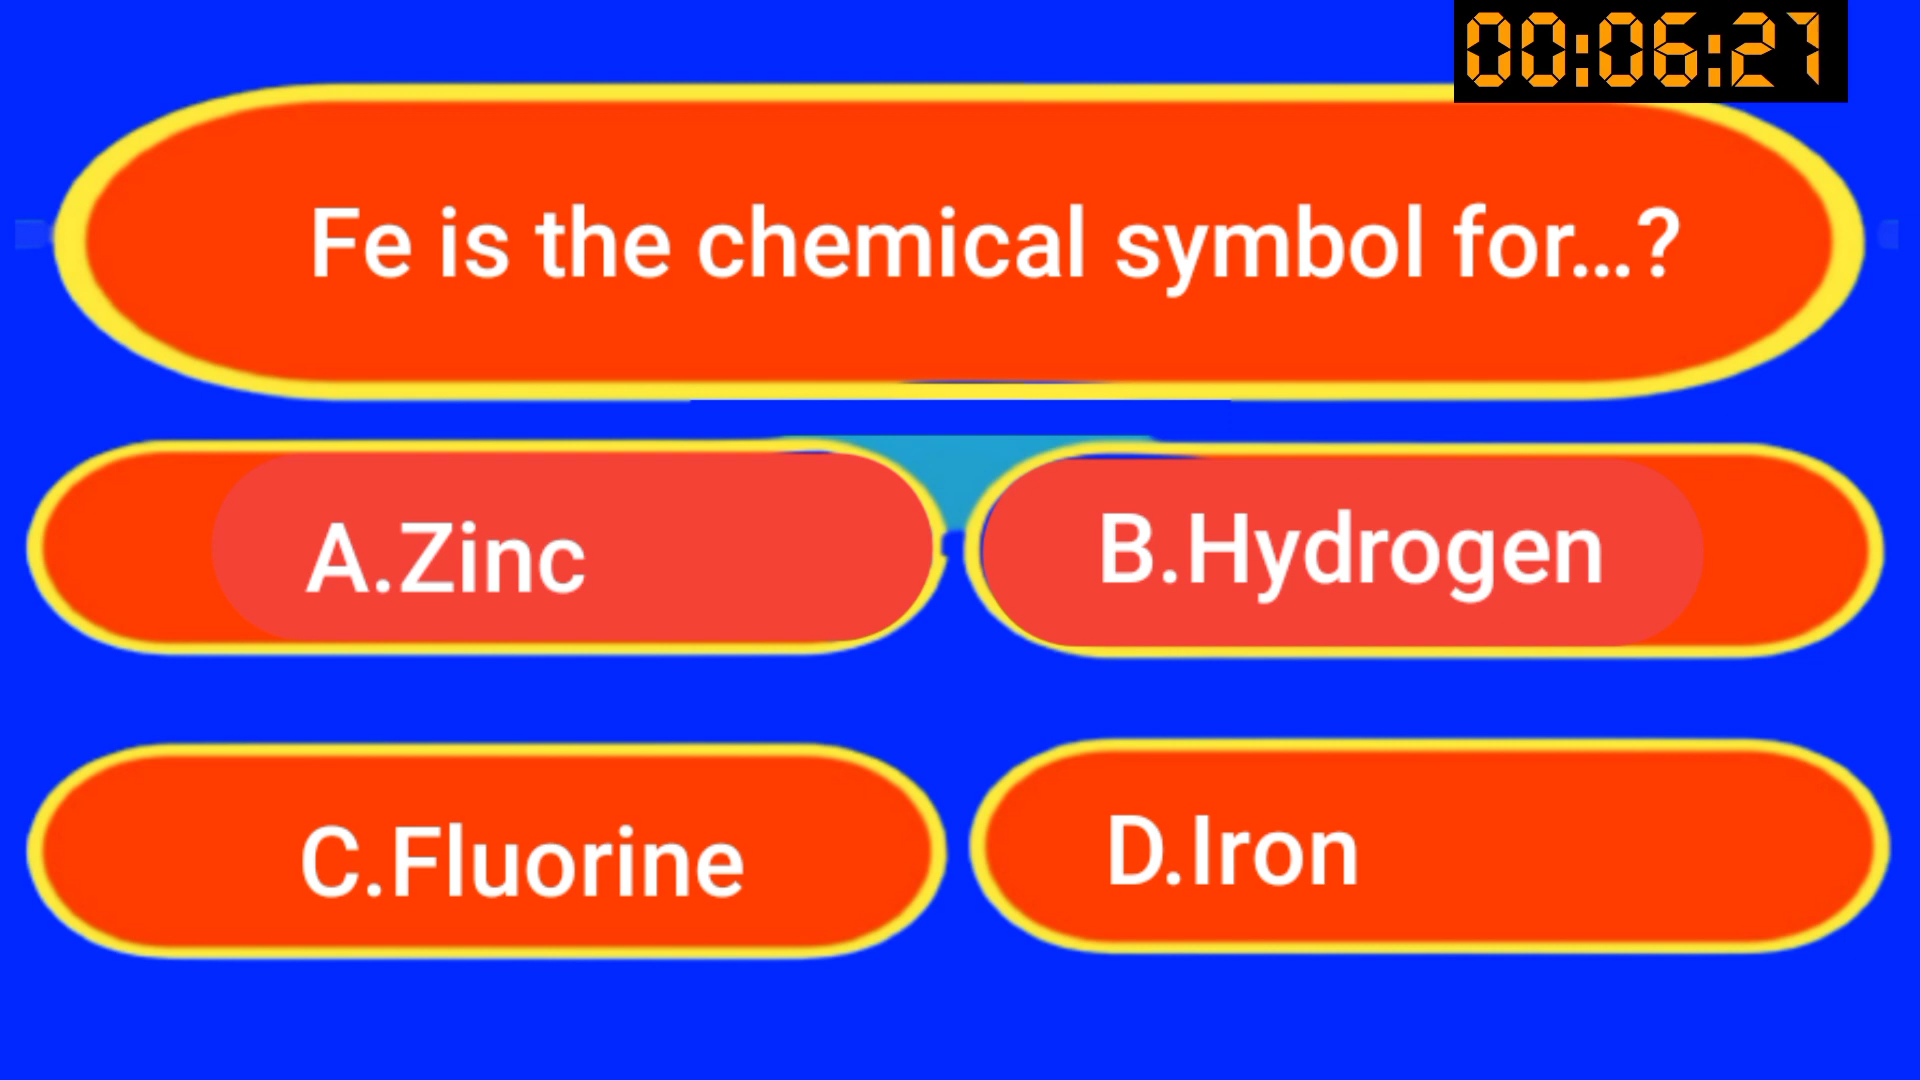 00:06:27
Fe is the chemical symbol for...?
A.Zinc
B.Hydrogen
C.Fluorine
D.Iron